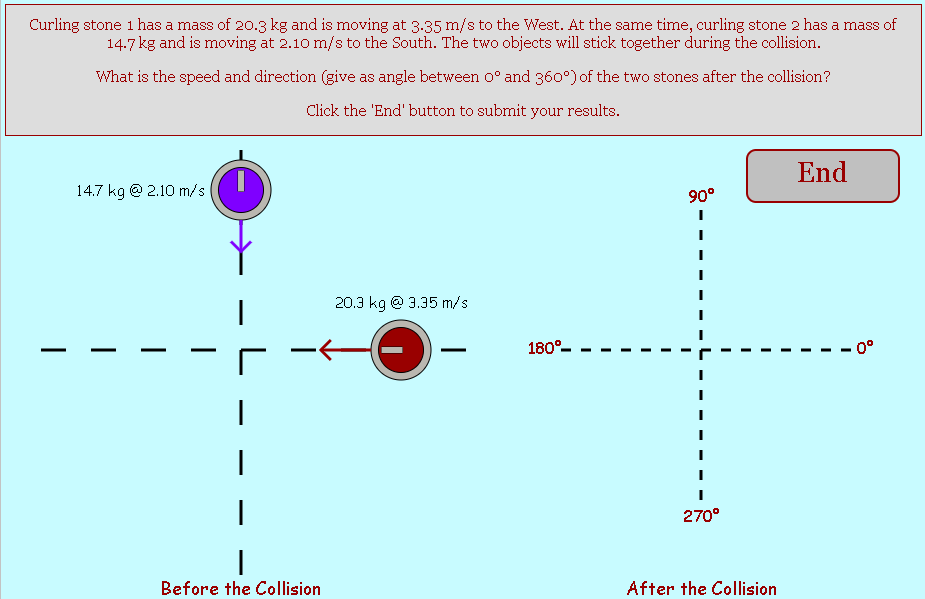 Curling stone 1 has a mass of 20.3 kg and is moving at 3.35 m/s to the West. At the same time, curling stone 2 has a mass of
14.7 kg and is moving at 2.10 m/s to the South. The two objects will stick together during the collision.
What is the speed and direction (give as angle between 0° and 360°) of the two stones after the collision?
Click the 'End' button to submit your results.
End
14.7 kg @ 2.10 m/s
90°
20.3 kg @ 3.35 m/s
180°
0°
270°
Before the Collision
After the Collision